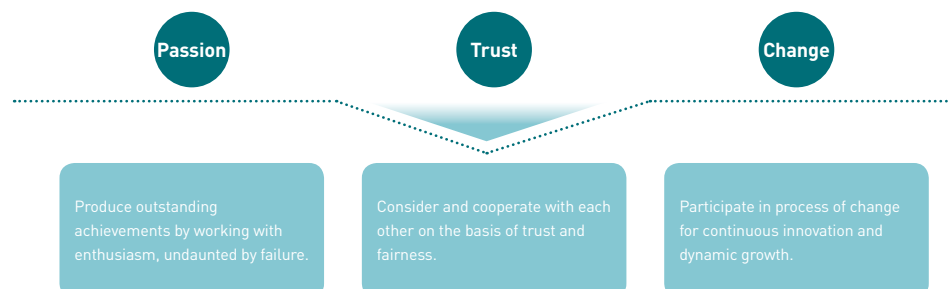 Passion
Trust
Change
Produce outstanding
achievements by working with
enthusiasm, undaunted by failure.
Consider and cooperate with each
other on the basis of trust and
fairness.
Participate in process of change
for continuous innovation and
dynamic growth.